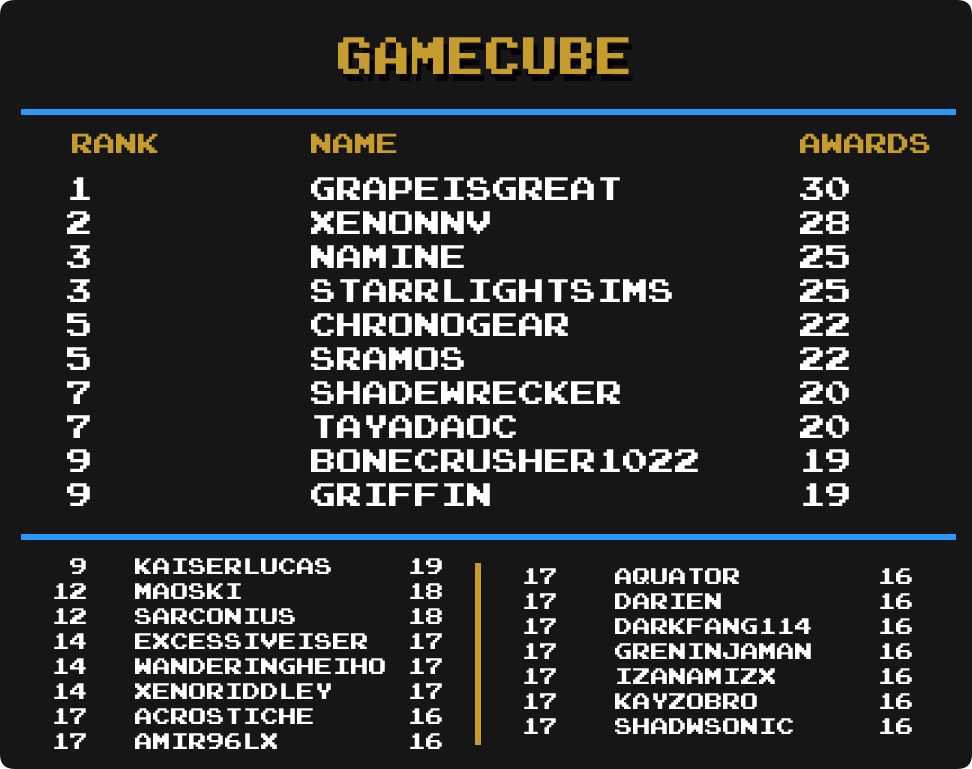 GAMECUBE
RANK NAME AWARDS
1 GRAPEISGREAT 30
2 XENONNV 28
3 NAMINE 25
3 STARRLIGHTSIMS 25
5 CHRONOGEAR 22
5 SRAMOS 22
7 SHADEWRECKER 20
7 TAYADAOC 20
9 BONECRUSHER1022 19
9 GRIFFIN 19
9 KAISERLUCAS 19
12 MAOSKI 18
12 SARCONIUS 18
14 EXCESSIVEISER 17
14 WANDERINGHEIHO 17
14 XENORIDDLEY 17
17 ACROSTICHE 16
17 AMIR96LX 16
17 AQUATOR 16
17 DARIEN 16
17 DARKFANG114 16
17 GRENINJAMAN 16
17 IZANAMIZX 16
17 KAYZOBRO 16
17 SHADWSONIC 16